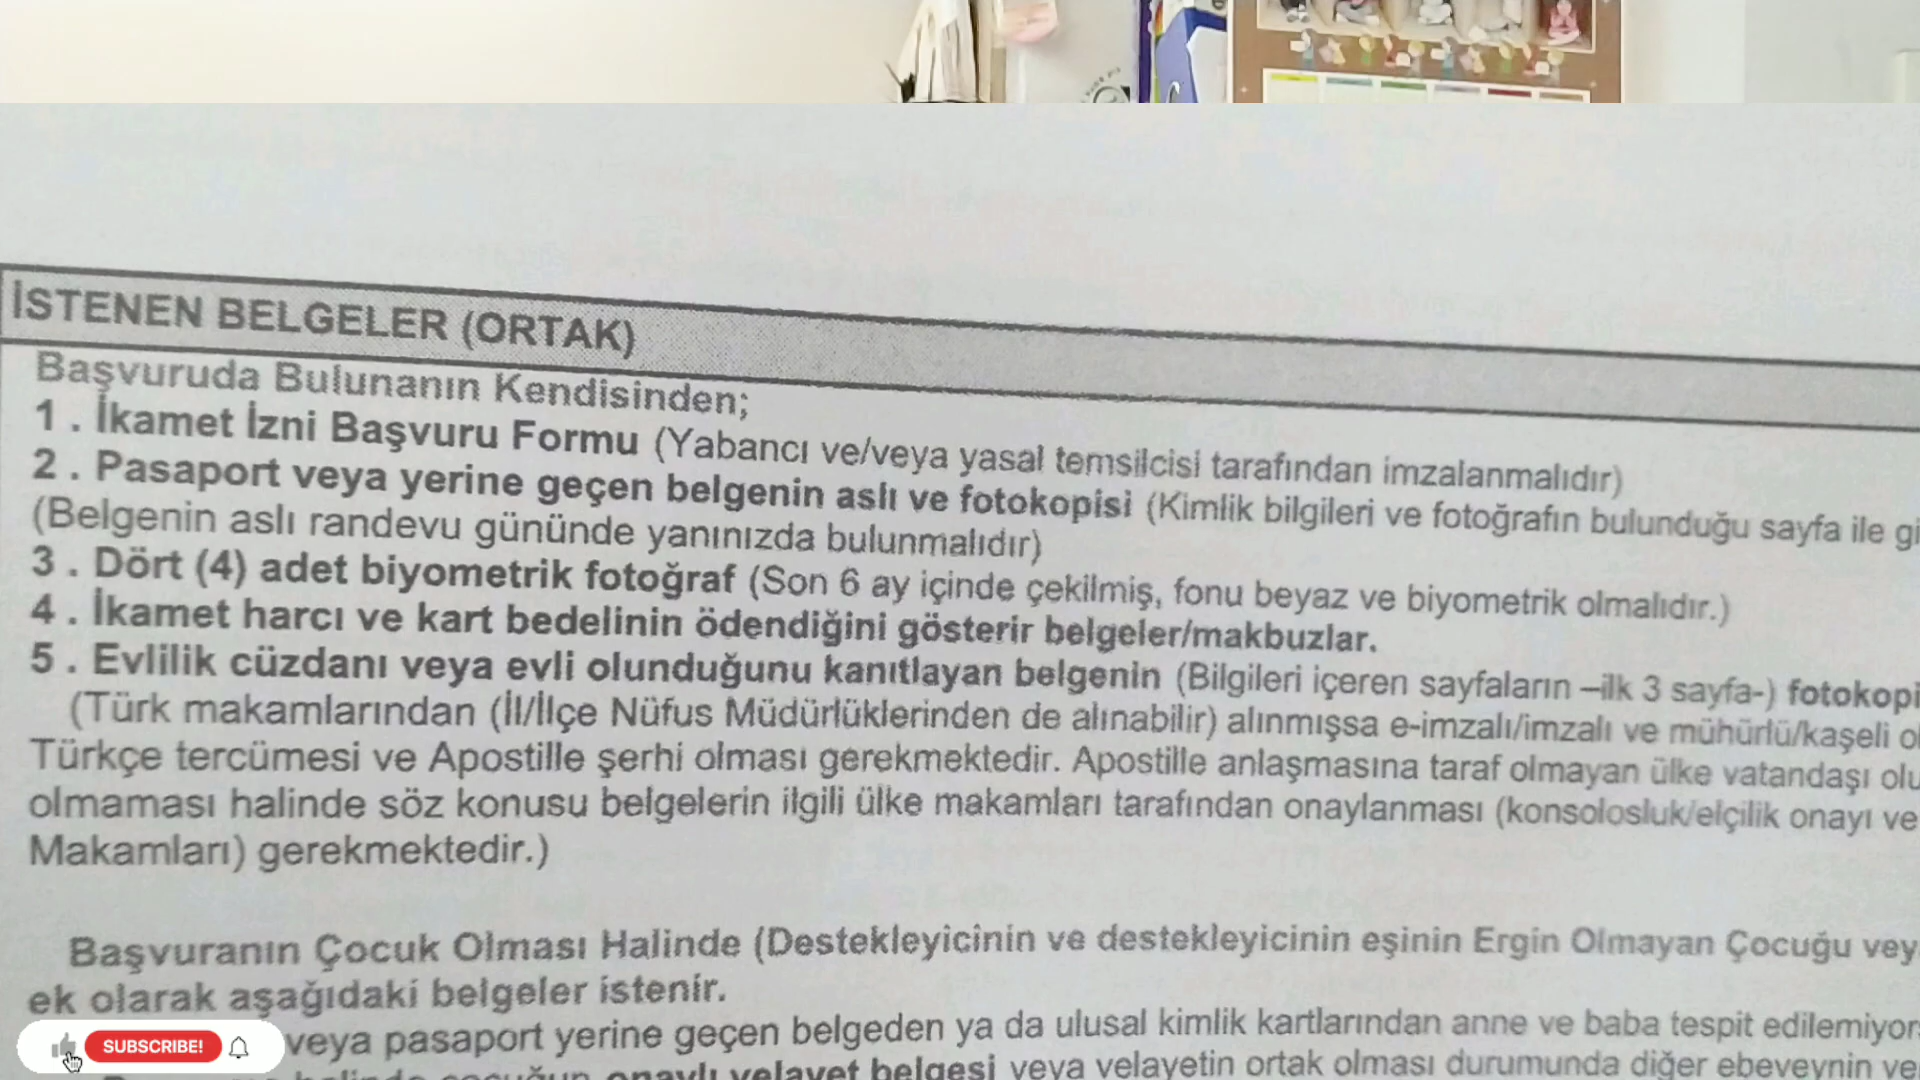 İSTENEN BELGELER (ORTAK)
Başvuruda Bulunanın Kendisinden;
1 . İkamet İzni Başvuru Formu (Yabancı ve/veya yasal temsilcisi tarafından imzalanmalıdır)
2 . Pasaport veya yerine geçen belgenin aslı ve fotokopisi (Kimlik bilgileri ve fotoğrafın bulunduğu sayfa ile
(Belgenin aslı randevu gününde yanınızda bulunmalıdır)
3 . Dört (4) adet biyometrik fotoğraf (Son 6 ay içinde çekilmiş, fonu beyaz ve biyometrik olmalıdır.)
4 . İkamet harcı ve kart bedelinin ödendiğini gösterir belgeler/makbuzlar.
5 . Evlilik cüzdanı veya evli olunduğunu kanıtlayan belgenin (Bilgileri içeren sayfaların –ilk 3 sayfa-) fotokopi
(Türk makamlarından (İl/İlçe Nüfus Müdürlüklerinden de alınabilir) alınmışsa e-imzalı/imzalı ve mühürlü/kaşeli
Türkçe tercümesi ve Apostille şerhi olması gerekmektedir. Apostille anlaşmasına taraf olmayan ülke vatandaşı
olmaması halinde söz konusu belgelerin ilgili ülke makamları tarafından onaylanması (konsolosluk/elçilik onayı ve
Makamları) gerekmektedir.)
Başvuranın Çocuk Olması Halinde (Destekleyicinin ve destekleyicinin eşinin Ergin Olmayan Çocuğu
ek olarak aşağıdaki belgeler istenir.
veya pasaport yerine geçen belgeden ya da ulusal kimlik kartlarından anne ve baba tespit edilemiyor
çocuğun onaylı velayet belgesi veya velayetin ortak olması durumunda diğer ebeveynin
SUBSCRIBE!